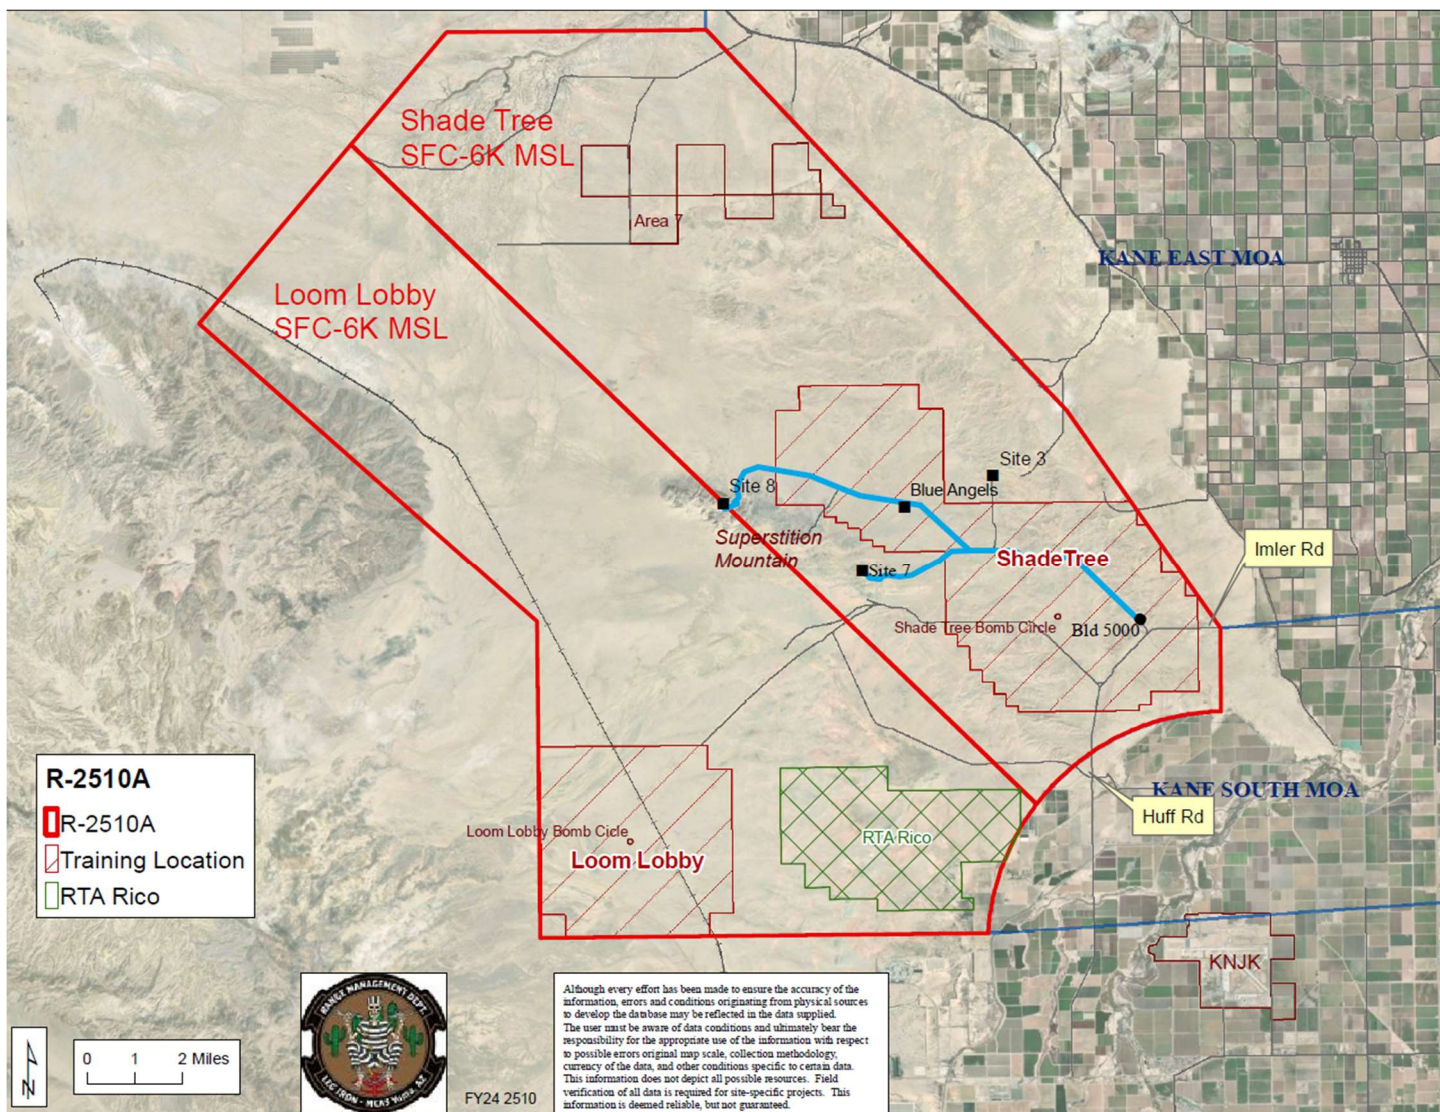 Shade Tree
SFC-6K MSL
Area 7
KANE EAST MOA
Loom Lobby
SFC-6K MSL
Site 3
Site 8
Blue Angels
Superstition
Mountain
ShadeTree
Imler Rd
Site 7
Shade Tree Bomb Circle
Bld 5000
R-2510A
R-2510A
Training Location
RTA Rico
KANE SOUTH MOA
Huff Rd
Loom Lobby Bomb Cicle
Loom Lobby
RTA Rico
KNJK
0 1 2 Miles
N
RANGE MANAGEMENT DEPT.
FY24 2510
Although every effort has been made to ensure the accuracy of the
information, errors and conditions originating from physical sources
to develop the database may be reflected in the data supplied.
The user must be aware of data conditions and ultimately bear the
responsibility for the appropriate use of the information with respect
to possible errors original map scale, collection methodology,
currency of the data, and other conditions specific to certain data.
This information does not depict all possible resources. Field
verification of all data is required for site-specific projects. This
information is deemed reliable, but not guaranteed.